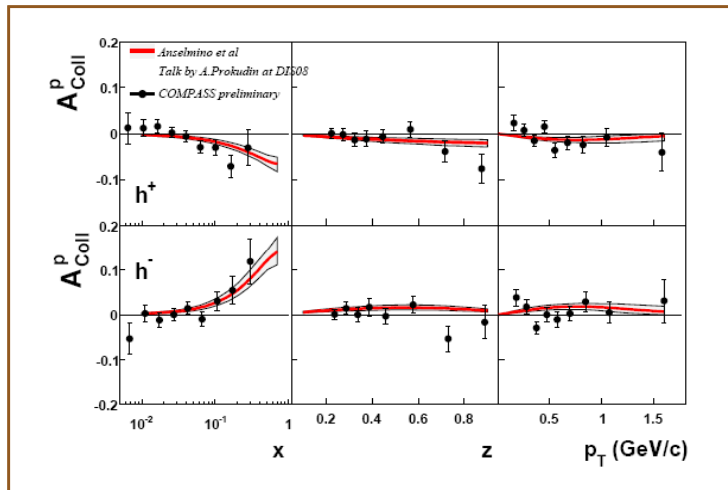 0.2
Anselmino et al
Talk by A.Prokudin at DIS08
COMPASS preliminary
A^p_Coll
0.1
0
-0.1
h⁺
0.2
A^p_Coll
h⁻
0.1
0
-0.1
-0.2
10⁻² 10⁻¹ 1 0.2 0.4 0.6 0.8 0.5 1 1.5
x z p_T (GeV/c)